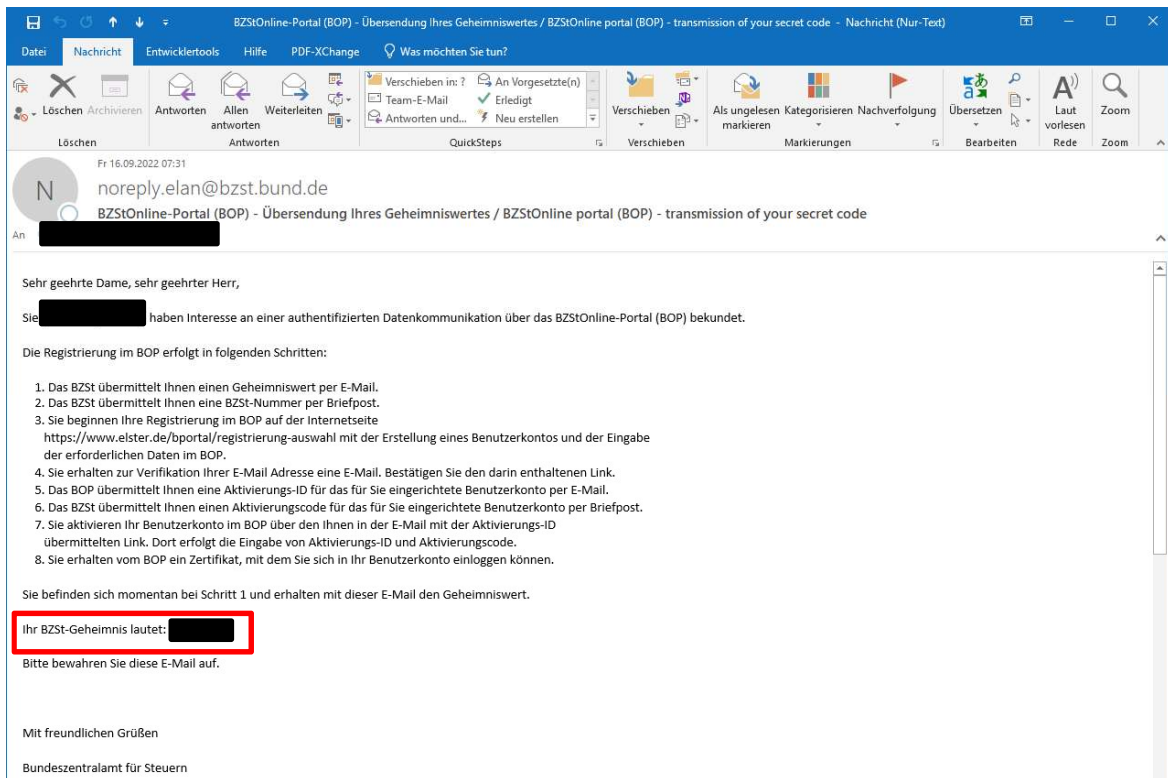 BZStOnline-Portal (BOP) - Übersendung Ihres Geheimniswertes / BZStOnline portal (BOP) - transmission of your secret code - Nachricht (Nur-Text)
Datei Nachricht Entwicklertools Hilfe PDF-XChange Was möchten Sie tun?
Löschen Archivieren Antworten Allen antworten Weiterleiten
Verschieben in: ? An Vorgesetzte(n)
Team-E-Mail Erledigt
Antworten und... Neu erstellen
Verschieben Als ungelesen markieren Kategorisieren Nachverfolgung Übersetzen Laut vorlesen Zoom
Löschen Antworten QuickSteps Verschieben Markierungen Bearbeiten Rede Zoom
Fr 16.09.2022 07:31
N
noreply.elan@bzst.bund.de
BZStOnline-Portal (BOP) - Übersendung Ihres Geheimniswertes / BZStOnline portal (BOP) - transmission of your secret code
An
Sehr geehrte Dame, sehr geehrter Herr,
Sie haben Interesse an einer authentifizierten Datenkommunikation über das BZStOnline-Portal (BOP) bekundet.
Die Registrierung im BOP erfolgt in folgenden Schritten:
1. Das BZSt übermittelt Ihnen einen Geheimniswert per E-Mail.
2. Das BZSt übermittelt Ihnen eine BZSt-Nummer per Briefpost.
3. Sie beginnen Ihre Registrierung im BOP auf der Internetseite
https://www.elster.de/bportal/registrierung-auswahl mit der Erstellung eines Benutzerkontos und der Eingabe
der erforderlichen Daten im BOP.
4. Sie erhalten zur Verifikation Ihrer E-Mail Adresse eine E-Mail. Bestätigen Sie den darin enthaltenen Link.
5. Das BOP übermittelt Ihnen eine Aktivierungs-ID für das für Sie eingerichtete Benutzerkonto per E-Mail.
6. Das BZSt übermittelt Ihnen einen Aktivierungscode für das für Sie eingerichtete Benutzerkonto per Briefpost.
7. Sie aktivieren Ihr Benutzerkonto im BOP über den Ihnen in der E-Mail mit der Aktivierungs-ID
übermittelten Link. Dort erfolgt die Eingabe von Aktivierungs-ID und Aktivierungscode.
8. Sie erhalten vom BOP ein Zertifikat, mit dem Sie sich in Ihr Benutzerkonto einloggen können.
Sie befinden sich momentan bei Schritt 1 und erhalten mit dieser E-Mail den Geheimniswert.
Ihr BZSt-Geheimnis lautet:
Bitte bewahren Sie diese E-Mail auf.
Mit freundlichen Grüßen
Bundeszentralamt für Steuern